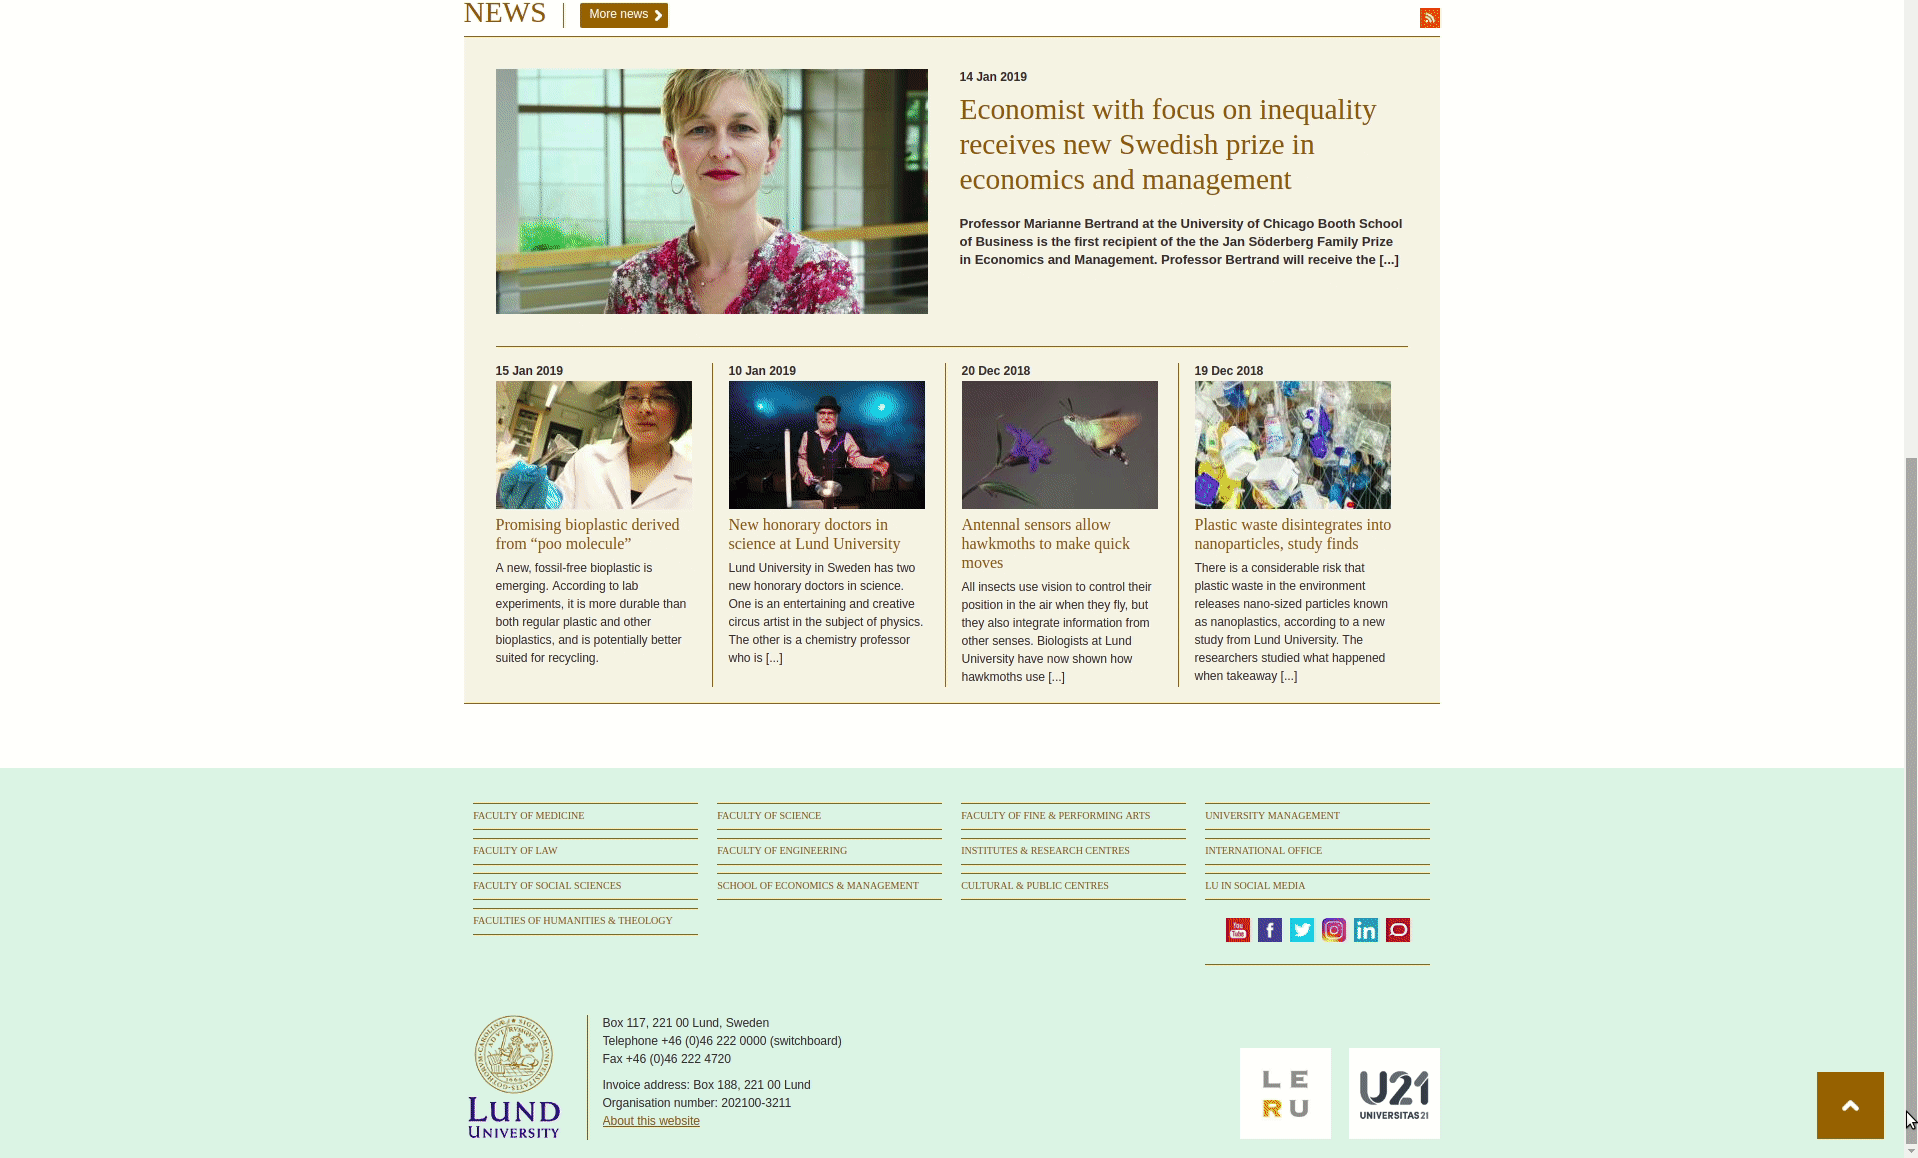 NEWS
More news
14 Jan 2019
Economist with focus on inequality
receives new Swedish prize in
economics and management
Professor Marianne Bertrand at the University of Chicago Booth School
of Business is the first recipient of the the Jan Söderberg Family Prize
in Economics and Management. Professor Bertrand will receive the [...]
15 Jan 2019
Promising bioplastic derived
from “poo molecule”
A new, fossil-free bioplastic is
emerging. According to lab
experiments, it is more durable than
both regular plastic and other
bioplastics, and is potentially better
suited for recycling.
10 Jan 2019
New honorary doctors in
science at Lund University
Lund University in Sweden has two
new honorary doctors in science.
One is an entertaining and creative
circus artist in the subject of physics.
The other is a chemistry professor
who is [...]
20 Dec 2018
Antennal sensors allow
hawkmoths to make quick
moves
All insects use vision to control their
position in the air when they fly, but
they also integrate information from
other senses. Biologists at Lund
University have now shown how
hawkmoths use [...]
19 Dec 2018
Plastic waste disintegrates into
nanoparticles, study finds
There is a considerable risk that
plastic waste in the environment
releases nano-sized particles known
as nanoplastics, according to a new
study from Lund University. The
researchers studied what happened
when takeaway [...]
FACULTY OF MEDICINE
FACULTY OF LAW
FACULTY OF SOCIAL SCIENCES
FACULTIES OF HUMANITIES & THEOLOGY
FACULTY OF SCIENCE
FACULTY OF ENGINEERING
SCHOOL OF ECONOMICS & MANAGEMENT
FACULTY OF FINE & PERFORMING ARTS
INSTITUTES & RESEARCH CENTRES
CULTURAL & PUBLIC CENTRES
UNIVERSITY MANAGEMENT
INTERNATIONAL OFFICE
LU IN SOCIAL MEDIA
You
Tube
f
in
LUND
UNIVERSITY
Box 117, 221 00 Lund, Sweden
Telephone +46 (0)46 222 0000 (switchboard)
Fax +46 (0)46 222 4720
Invoice address: Box 188, 221 00 Lund
Organisation number: 202100-3211
About this website
LE
RU
U21
UNIVERSITAS 21